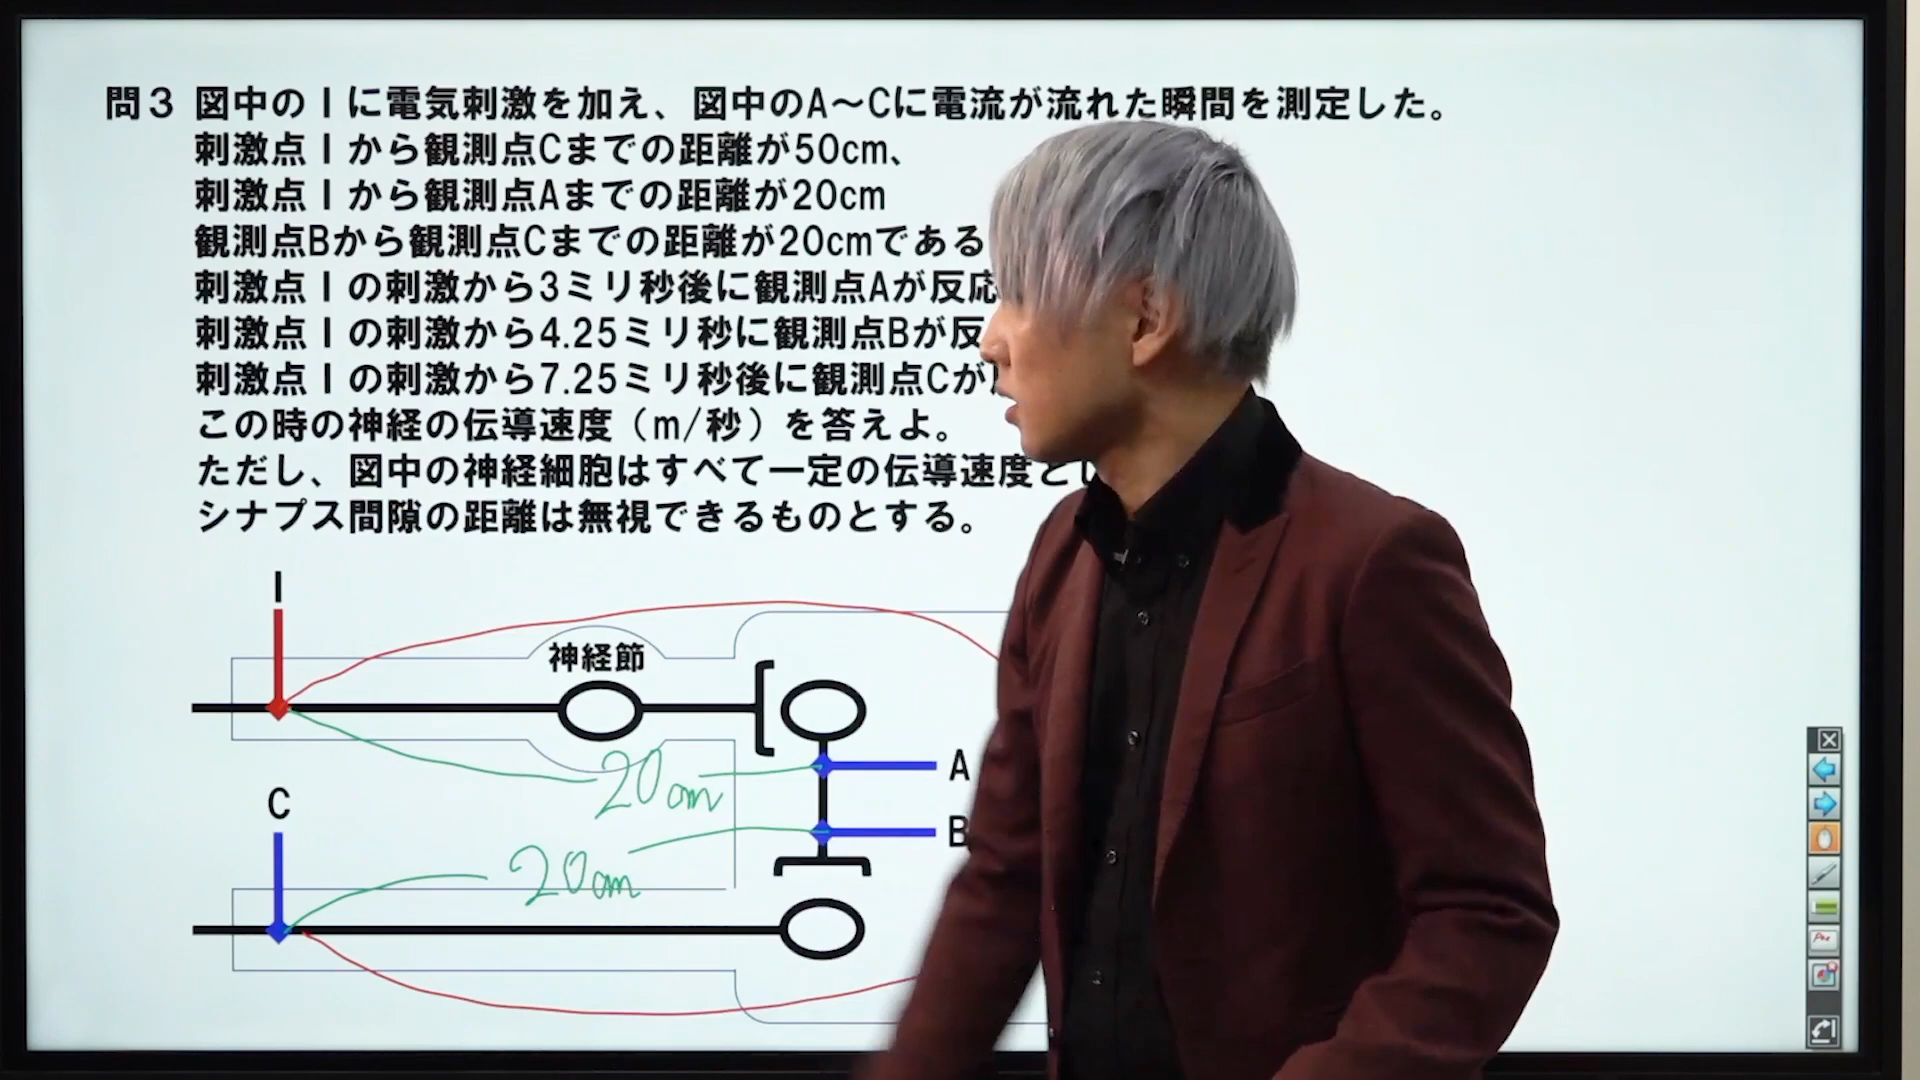 問3 図中のIに電気刺激を加え、図中のA～Cに電流が流れた瞬間を測定した。
刺激点Iから観測点Cまでの距離が50cm、
刺激点Iから観測点Aまでの距離が20cm
観測点Bから観測点Cまでの距離が20cmである
刺激点Iの刺激から3ミリ秒後に観測点Aが反応
刺激点Iの刺激から4.25ミリ秒に観測点Bが反
刺激点Iの刺激から7.25ミリ秒後に観測点Cが
この時の神経の伝導速度（m/秒）を答えよ。
ただし、図中の神経細胞はすべて一定の伝導速度とし
シナプス間隙の距離は無視できるものとする。
I
神経節
20cm
A
C
B
20cm